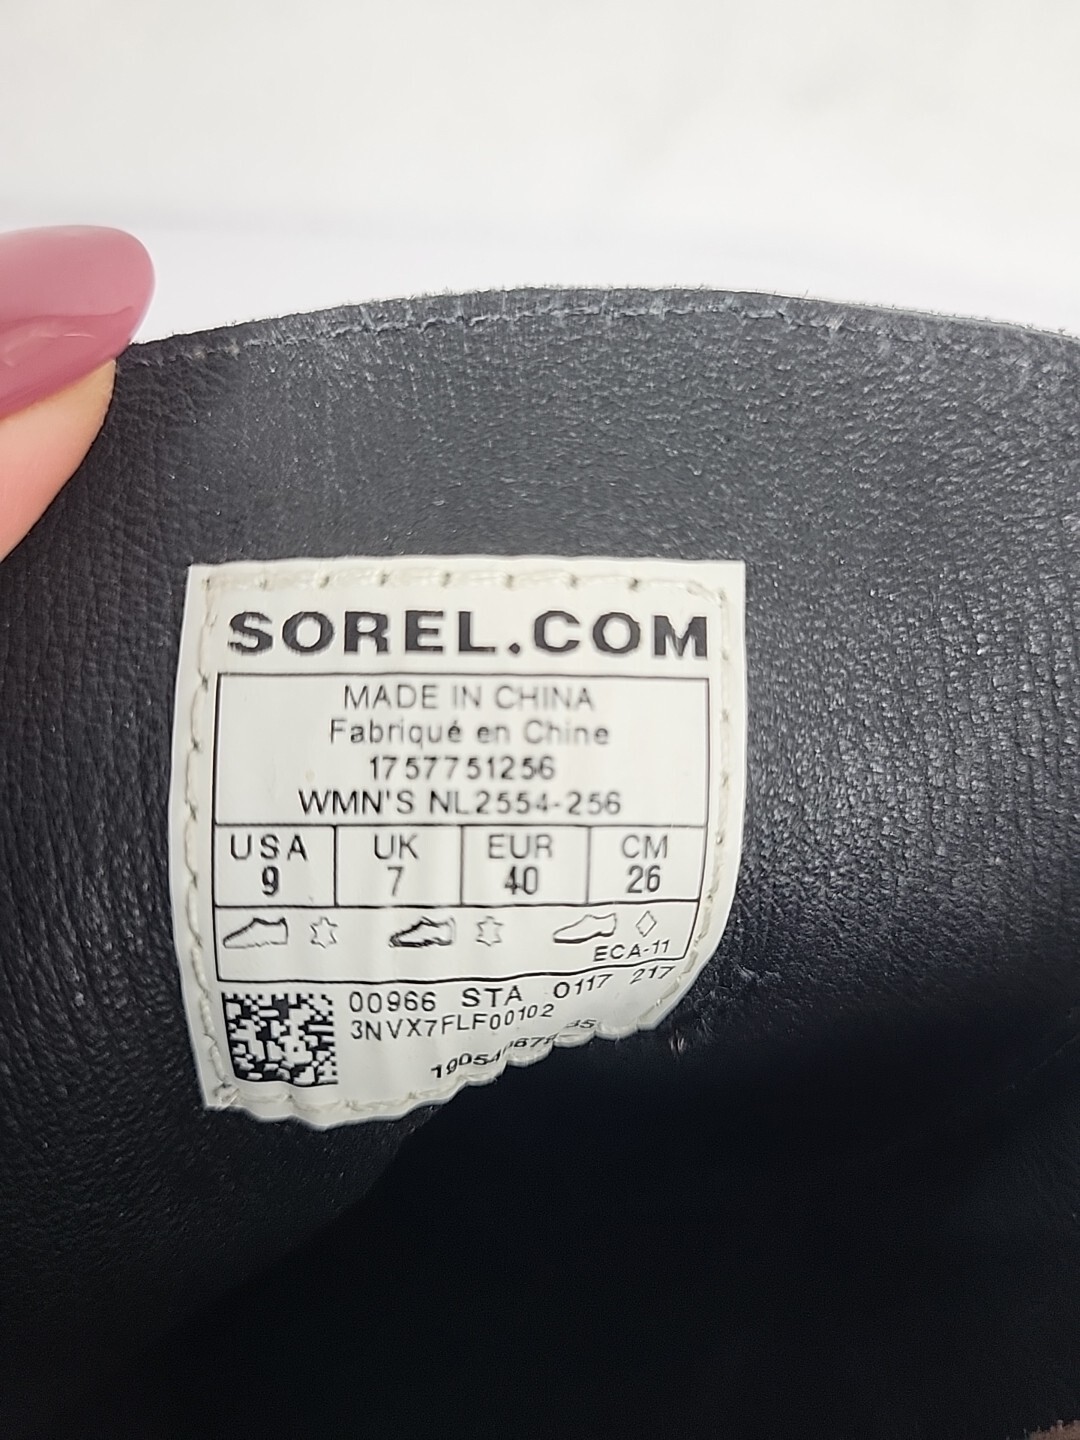 SOREL.COM
MADE IN CHINA
Fabriqué en Chine
1757751256
WMN'S NL2554-256
USA UK EUR CM
9 7 40 26
ECA-11
00966 STA 0117 217
3NVX7FLF00102